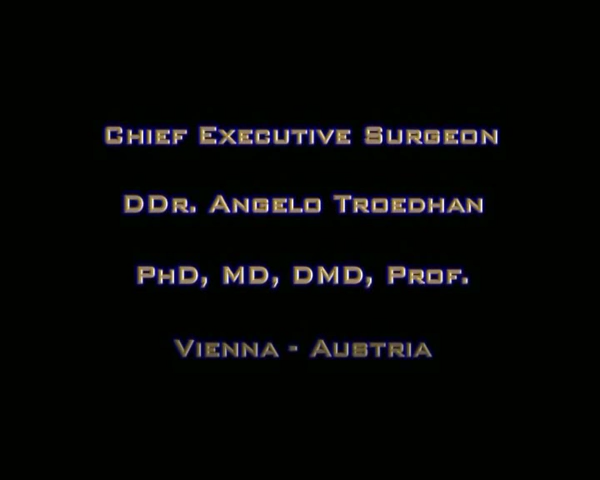 Chief Executive Surgeon
DDr. Angelo Troedhan
PhD, MD, DMD, Prof.
Vienna - Austria